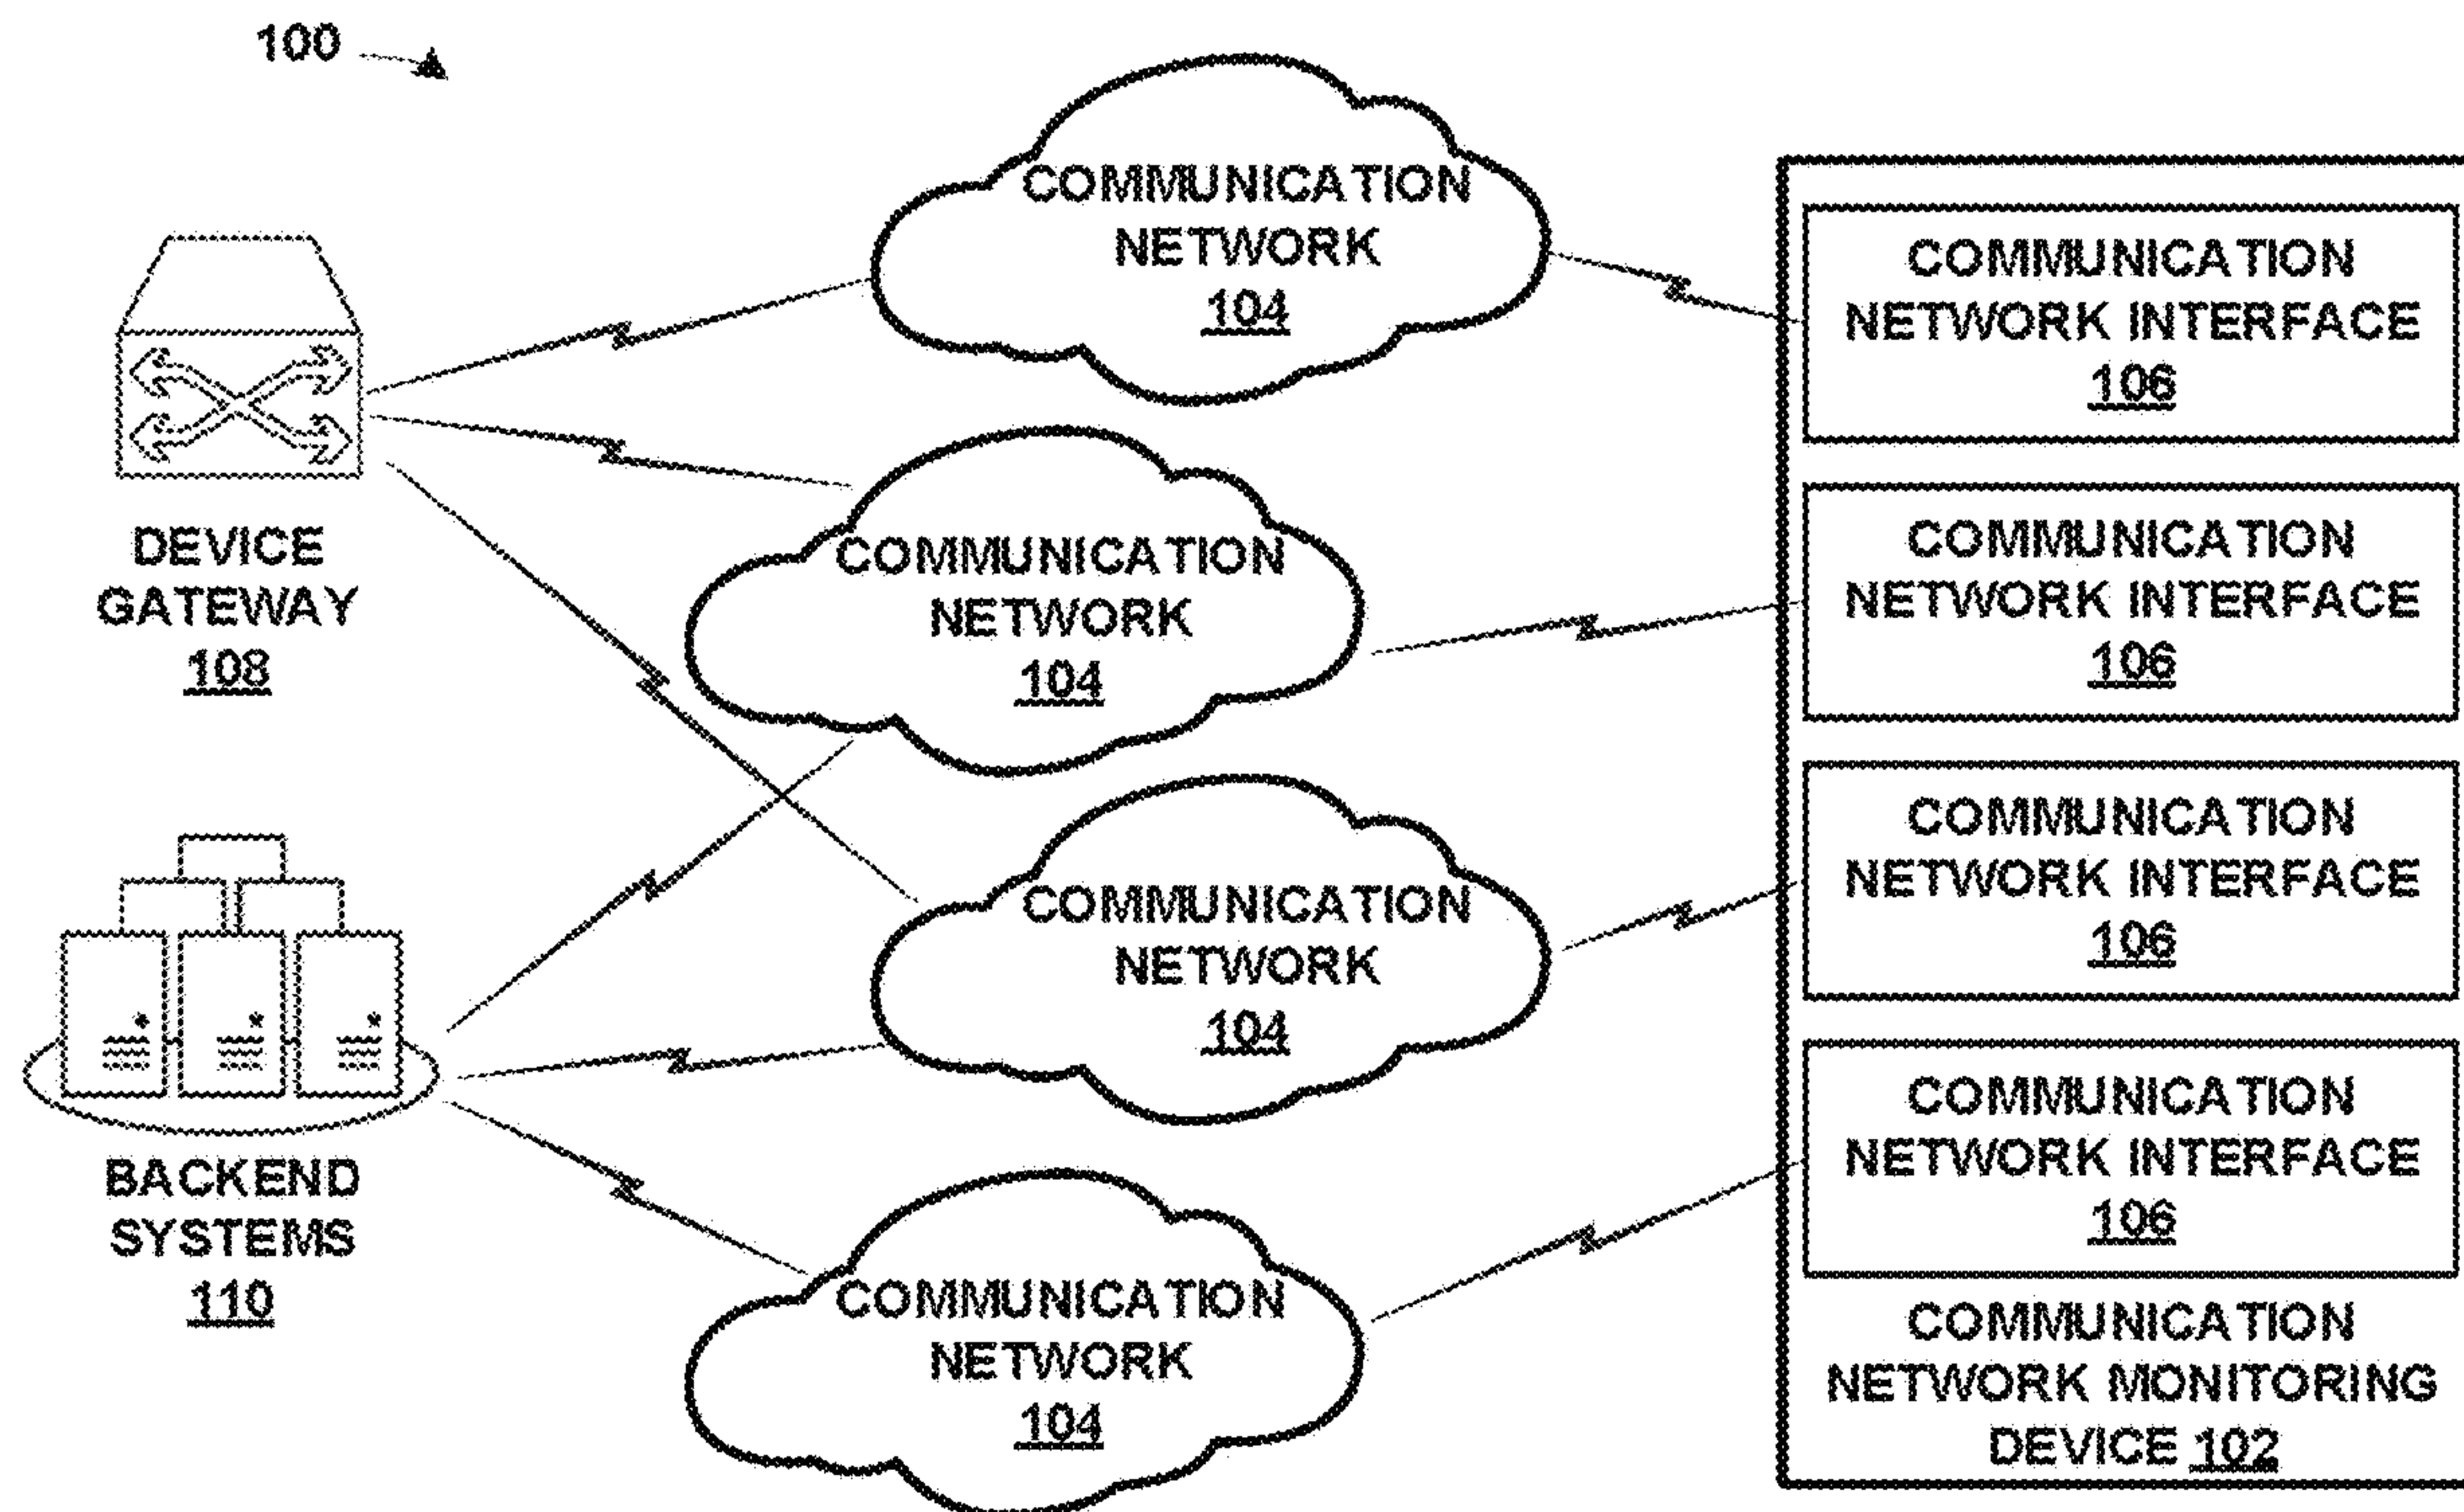 100
COMMUNICATION
NETWORK
104
COMMUNICATION
NETWORK INTERFACE
106
DEVICE
GATEWAY
108
COMMUNICATION
NETWORK
104
COMMUNICATION
NETWORK INTERFACE
106
COMMUNICATION
NETWORK
104
COMMUNICATION
NETWORK INTERFACE
106
BACKEND
SYSTEMS
110
COMMUNICATION
NETWORK
104
COMMUNICATION
NETWORK INTERFACE
106
COMMUNICATION
NETWORK MONITORING
DEVICE 102